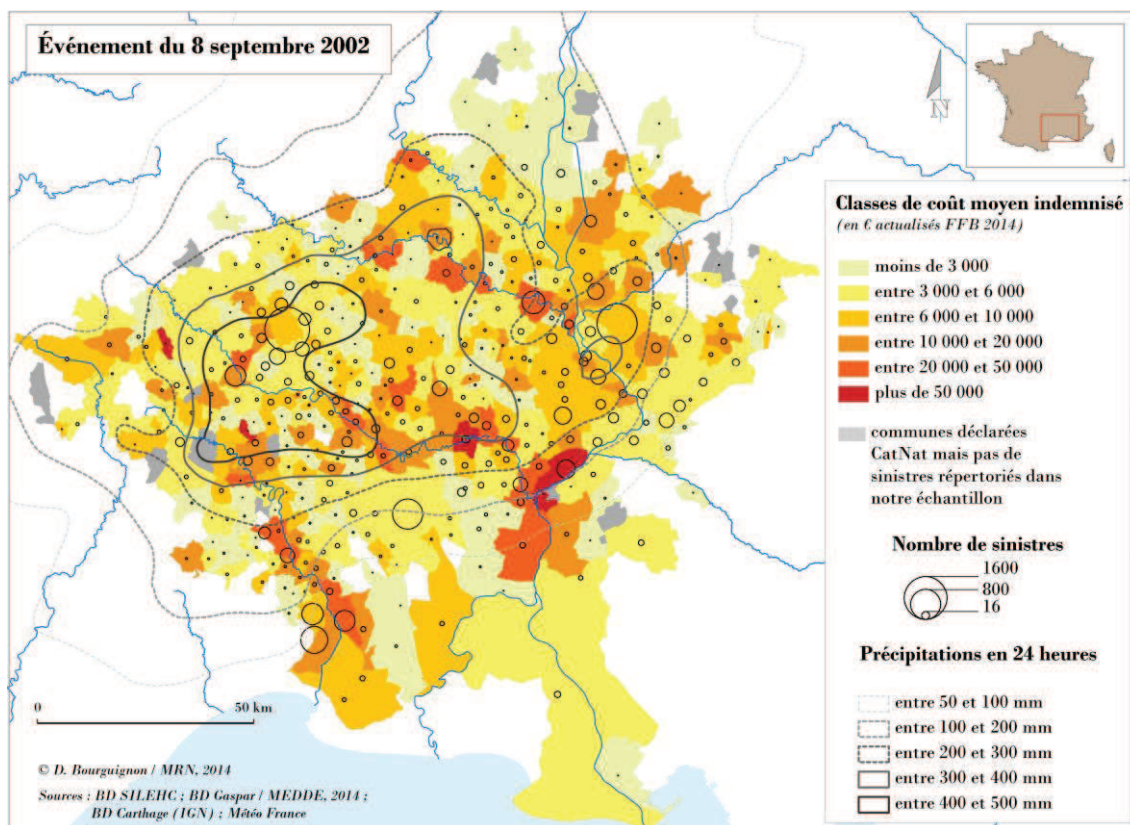 Événement du 8 septembre 2002
N
Classes de coût moyen indemnisé
(en € actualisés FFB 2014)
moins de 3 000
entre 3 000 et 6 000
entre 6 000 et 10 000
entre 10 000 et 20 000
entre 20 000 et 50 000
plus de 50 000
communes déclarées
CatNat mais pas de
sinistres répertoriés dans
notre échantillon
Nombre de sinistres
1600
800
16
Précipitations en 24 heures
entre 50 et 100 mm
entre 100 et 200 mm
entre 200 et 300 mm
entre 300 et 400 mm
entre 400 et 500 mm
0 50 km
© D. Bourguignon / MRN, 2014
Sources : BD SILEHC ; BD Gaspar / MEDDE, 2014 ;
BD Carthage (IGN) ; Météo France